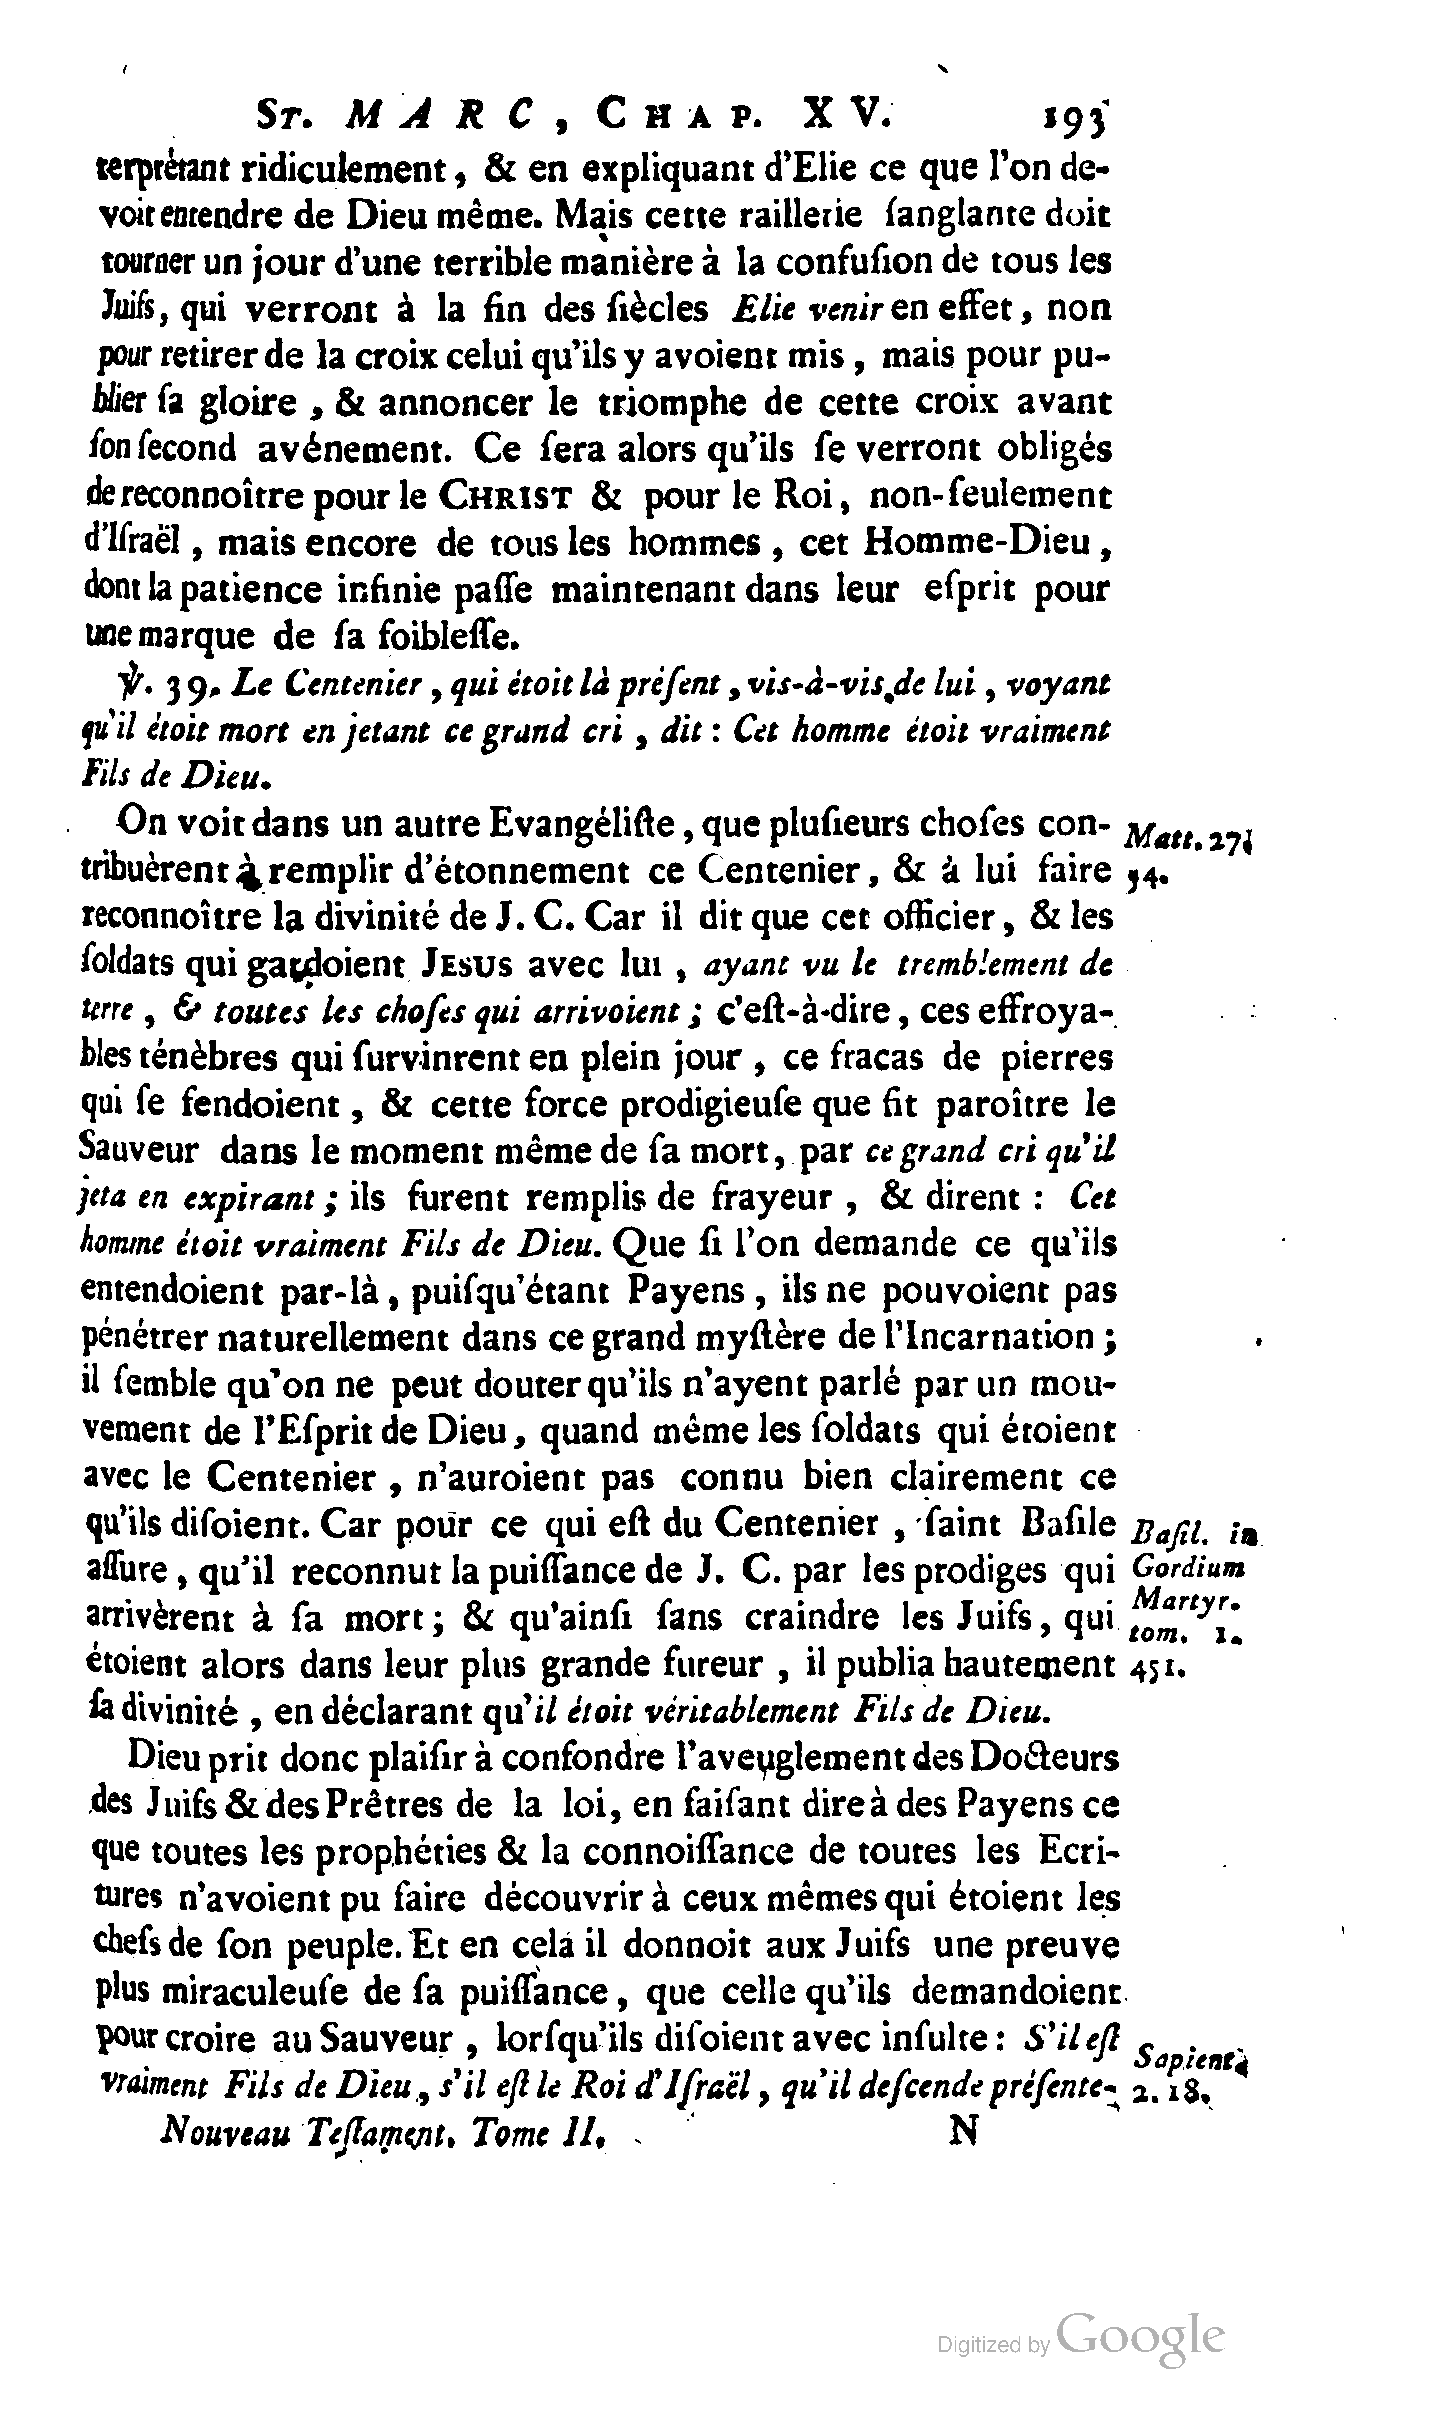 ST. MARC, CHAP. XV. 193
terprétant ridiculement, & en expliquant d'Elie ce que l'on de-
voit entendre de Dieu même. Mais cette raillerie ſanglante doit
tourner un jour d'une terrible manière à la confuſion de tous les
Juifs, qui verront à la fin des ſiècles Elie venir en effet, non
pour retirer de la croix celui qu'ils y avoient mis, mais pour pu-
blier ſa gloire, & annoncer le triomphe de cette croix avant
ſon ſecond avénement. Ce ſera alors qu'ils ſe verront obligés
de reconnoître pour le CHRIST & pour le Roi, non-ſeulement
d'Iſraël, mais encore de tous les hommes, cet Homme-Dieu,
dont la patience infinie paſſe maintenant dans leur eſprit pour
une marque de ſa foibleſſe.
℣. 39. Le Centenier, qui étoit là préſent, vis-à-vis de lui, voyant
qu'il étoit mort en jetant ce grand cri, dit : Cet homme étoit vraiment
Fils de Dieu.
On voit dans un autre Evangéliſte, que pluſieurs choſes con-
Matt. 27.
tribuèrent à remplir d'étonnement ce Centenier, & à lui faire
54.
reconnoître la divinité de J. C. Car il dit que cet officier, & les
ſoldats qui gardoient JESUS avec lui, ayant vu le tremblement de
terre, & toutes les choſes qui arrivoient ; c'eſt-à-dire, ces effroya-
bles ténèbres qui ſurvinrent en plein jour, ce fracas de pierres
qui ſe fendoient, & cette force prodigieuſe que fit paroître le
Sauveur dans le moment même de ſa mort, par ce grand cri qu'il
jeta en expirant ; ils furent remplis de frayeur, & dirent : Cet
homme étoit vraiment Fils de Dieu. Que ſi l'on demande ce qu'ils
entendoient par-là, puiſqu'étant Payens, ils ne pouvoient pas
pénétrer naturellement dans ce grand myſtère de l'Incarnation ;
il ſemble qu'on ne peut douter qu'ils n'ayent parlé par un mou-
vement de l'Eſprit de Dieu, quand même les ſoldats qui étoient
avec le Centenier, n'auroient pas connu bien clairement ce
qu'ils diſoient. Car pour ce qui eſt du Centenier, ſaint Baſile
Baſil. in
aſſure, qu'il reconnut la puiſſance de J. C. par les prodiges qui
Gordium
arrivèrent à ſa mort ; & qu'ainſi ſans craindre les Juifs, qui
Martyr.
tom. 1.
étoient alors dans leur plus grande fureur, il publia hautement
451.
ſa divinité, en déclarant qu'il étoit véritablement Fils de Dieu.
Dieu prit donc plaiſir à confondre l'aveuglement des Docteurs
des Juifs & des Prêtres de la loi, en faiſant dire à des Payens ce
que toutes les prophéties & la connoiſſance de toutes les Ecri-
tures n'avoient pu faire découvrir à ceux mêmes qui étoient les
chefs de ſon peuple. Et en cela il donnoit aux Juifs une preuve
plus miraculeuſe de ſa puiſſance, que celle qu'ils demandoient
pour croire au Sauveur, lorſqu'ils diſoient avec inſulte : S'il eſt
Sapient.
vraiment Fils de Dieu, s'il eſt le Roi d'Iſraël, qu'il deſcende préſente-
2. 18.
Nouveau Teſtament. Tome II. N
Digitized by Google